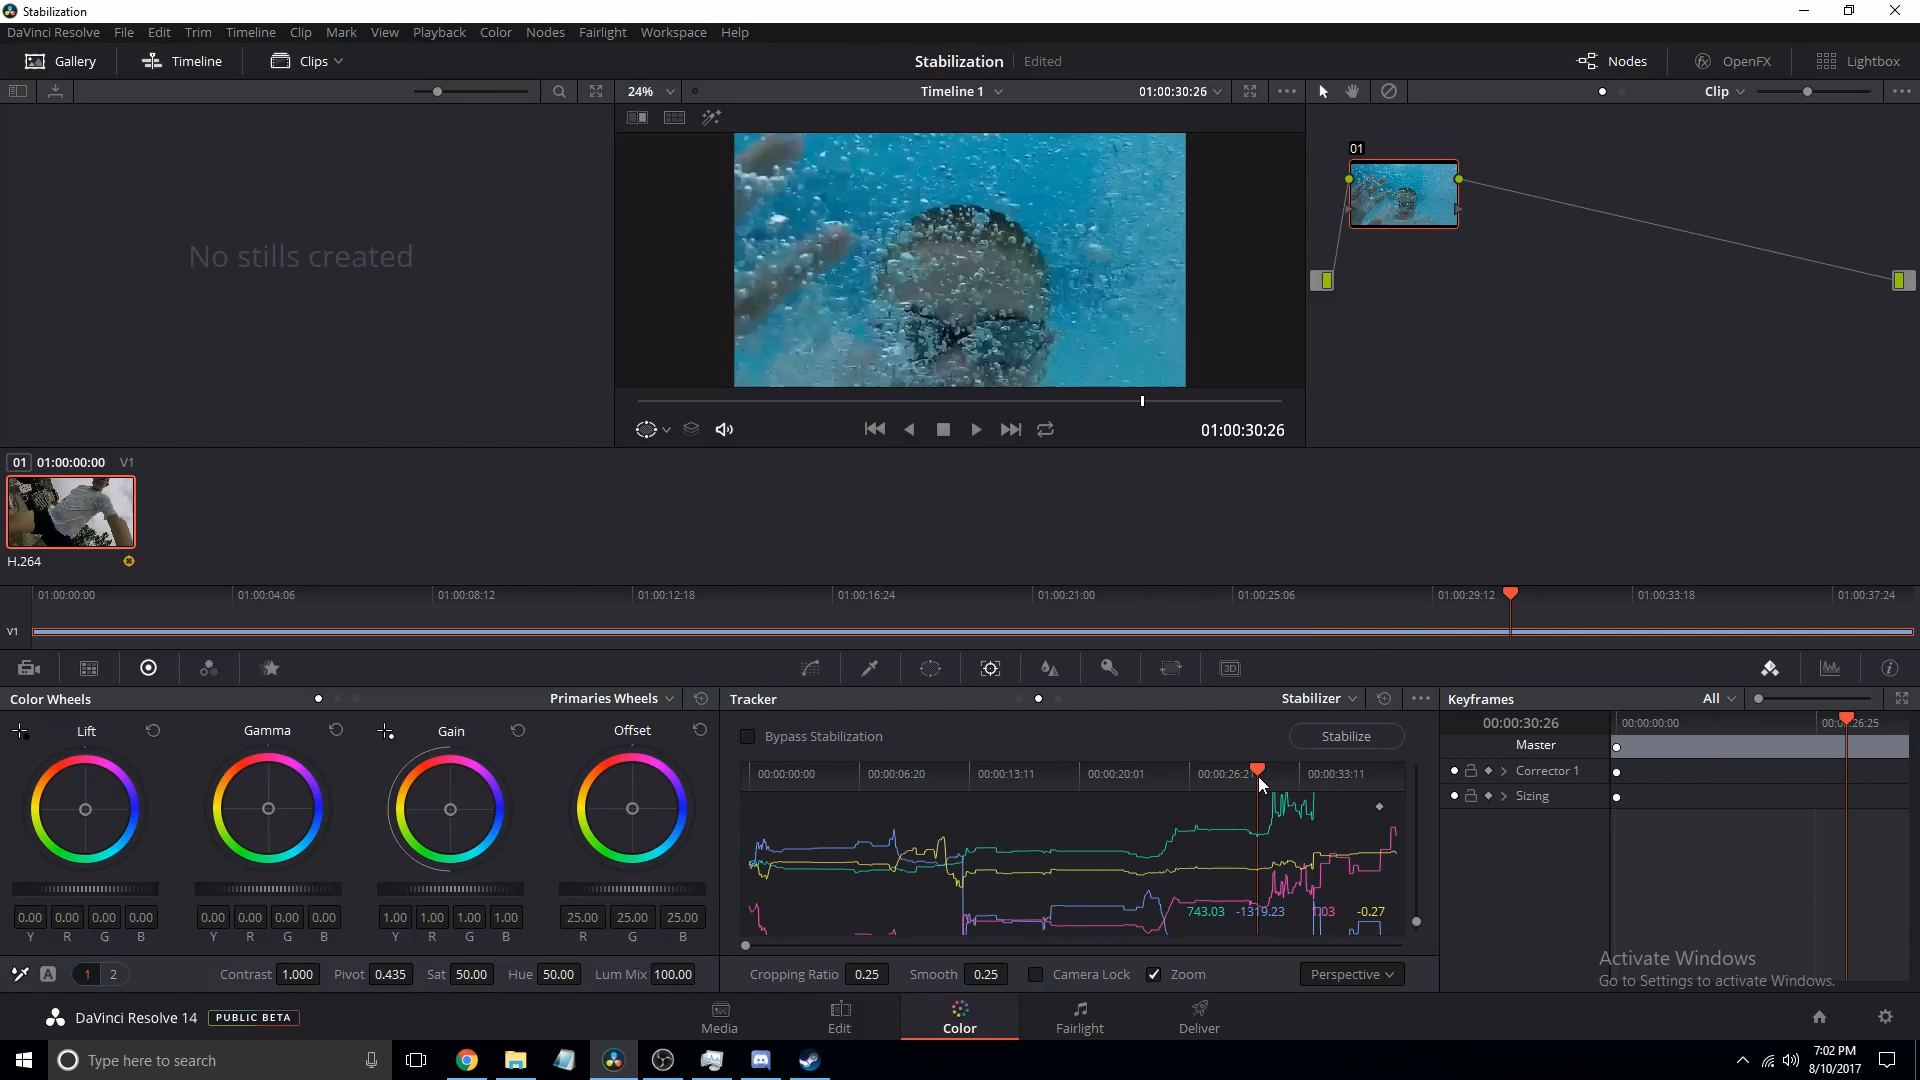 Stabilization
DaVinci Resolve File Edit Trim Timeline Clip Mark View Playback Color Nodes Fairlight Workspace Help
Gallery Timeline Clips Stabilization Edited Nodes OpenFX Lightbox
24% Timeline 1 01:00:30:26 Clip
01
No stills created
01:00:30:26
01 01:00:00:00 V1
H.264
01:00:00:00 01:00:04:06 01:00:08:12 01:00:12:18 01:00:16:24 01:00:21:00 01:00:25:06 01:00:29:12 01:00:33:18 01:00:37:24
V1
3D
Color Wheels Primaries Wheels Tracker Stabilizer Keyframes All
00:00:30:26 00:00:00:00
Lift Gamma Gain Offset Bypass Stabilization Stabilize Master
00:00:00:00 00:00:06:20 00:00:13:11 00:00:20:01 00:00:33:11 Corrector 1
Sizing
0.00 0.00 0.00 0.00 0.00 0.00 0.00 0.00 1.00 1.00 1.00 1.00 25.00 25.00 25.00 743.03 -1319.23 1.03 -0.27
Y R G B Y R G B Y R G B R G B
A 1 2 Contrast 1.000 Pivot 0.435 Sat 50.00 Hue 50.00 Lum Mix 100.00 Cropping Ratio 0.25 Smooth 0.25 Camera Lock Zoom Perspective
Activate Windows
Go to Settings to activate Windows.
DaVinci Resolve 14 PUBLIC BETA Media Edit Color Fairlight Deliver
Type here to search 7:02 PM
8/10/2017